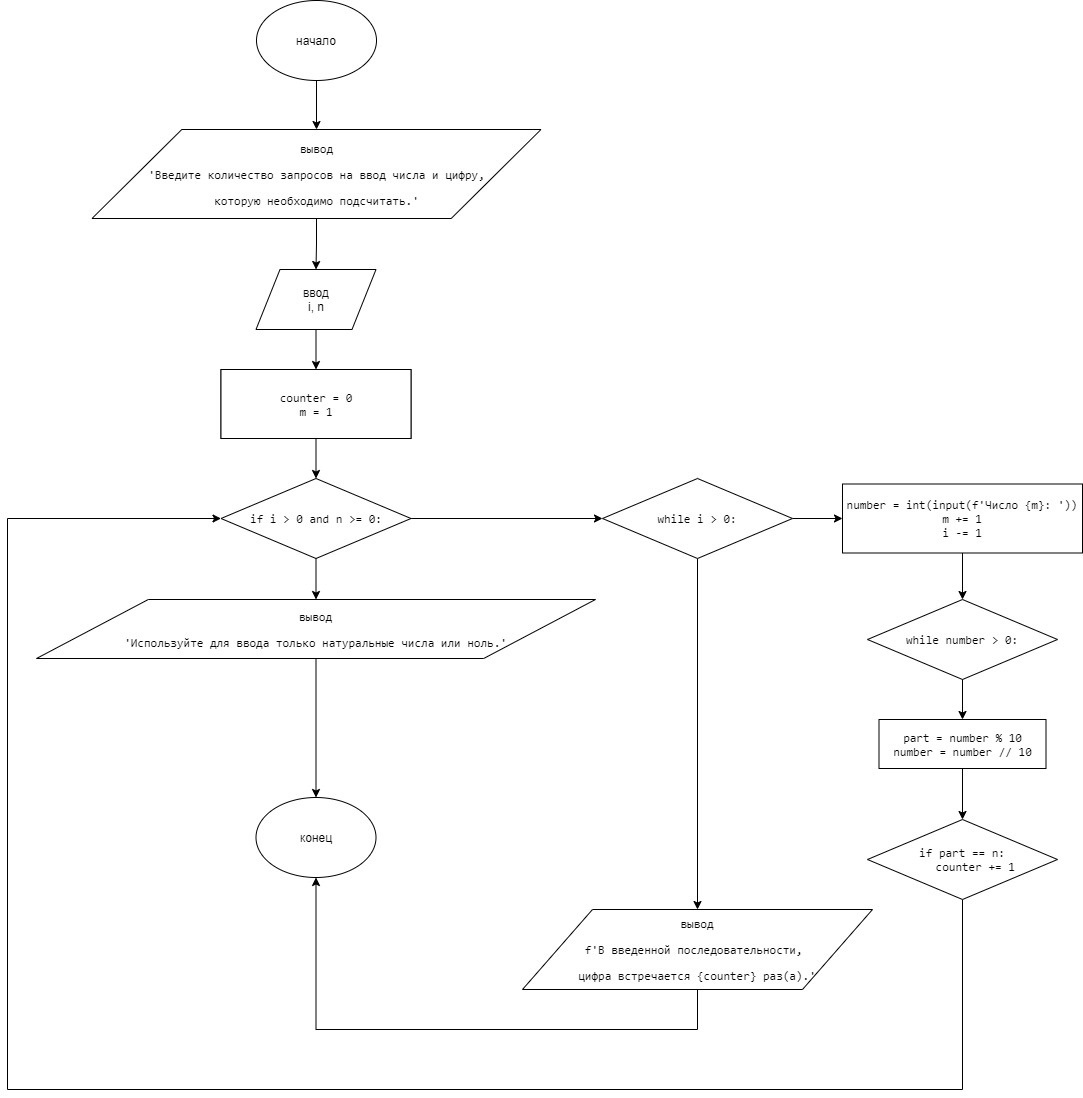 начало
вывод
'Введите количество запросов на ввод числа и цифру,
которую необходимо подсчитать.'
ввод
i, n
counter = 0
m = 1
if i > 0 and n >= 0:
while i > 0:
number = int(input(f'Число {m}: '))
m += 1
i -= 1
вывод
'Используйте для ввода только натуральные числа или ноль.'
while number > 0:
part = number % 10
number = number // 10
конец
if part == n:
counter += 1
вывод
f'В введенной последовательности,
цифра встречается {counter} раз(а).'